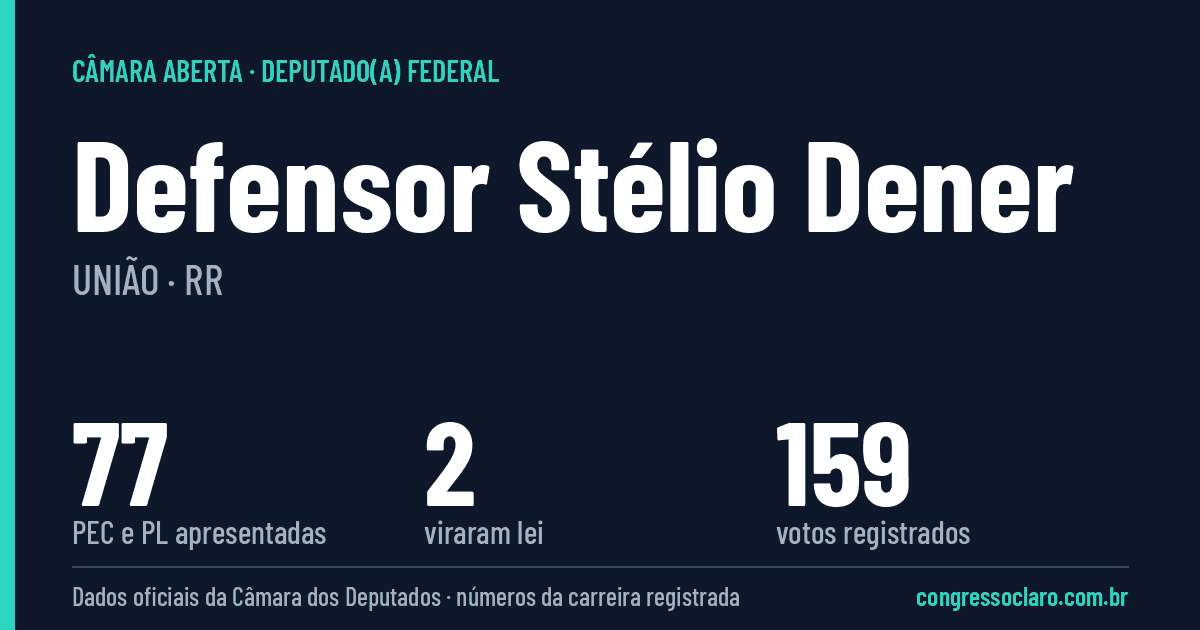 CÂMARA ABERTA · DEPUTADO(A) FEDERAL
Defensor Stélio Dener
UNIÃO · RR
77 2 159
PEC e PL apresentadas viraram lei votos registrados
Dados oficiais da Câmara dos Deputados · números da carreira registrada congressoclaro.com.br